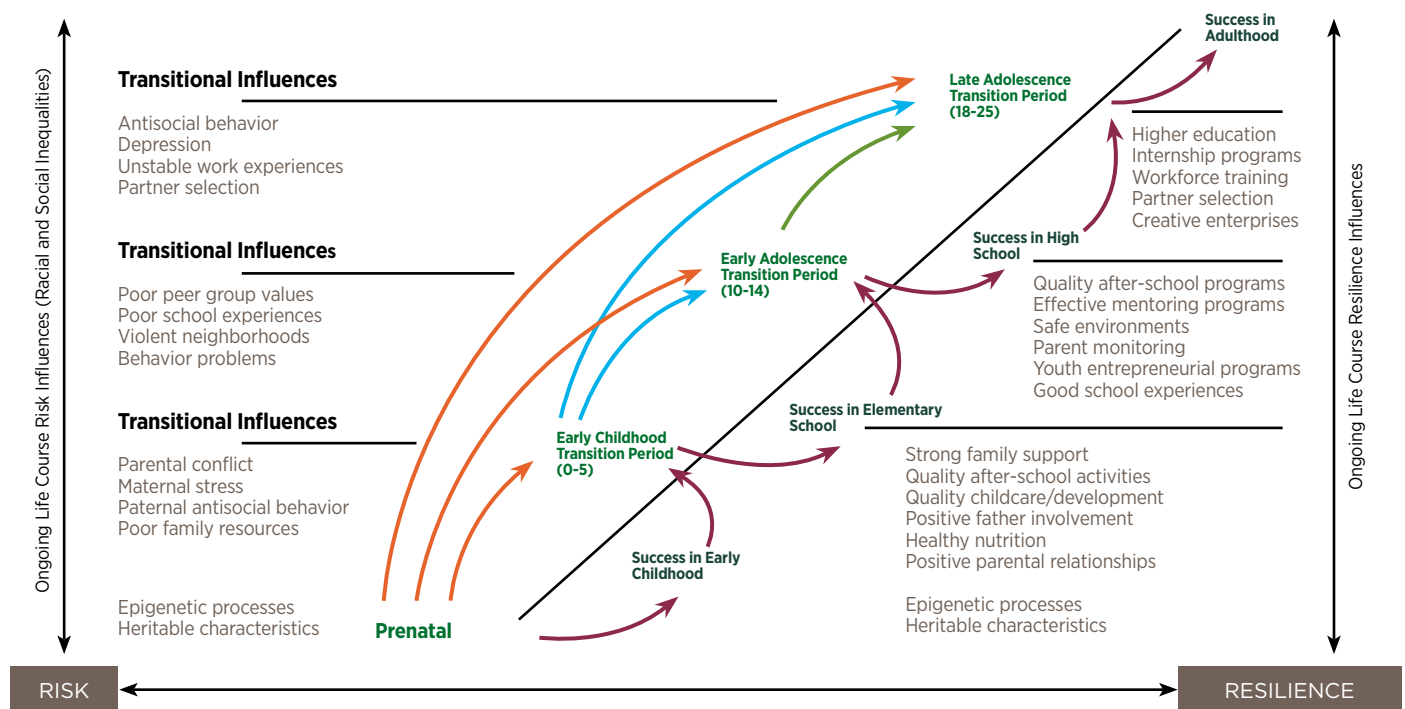 Success in
Adulthood
Transitional Influences
Antisocial behavior
Depression
Unstable work experiences
Partner selection
Late Adolescence
Transition Period
(18-25)
Higher education
Internship programs
Workforce training
Partner selection
Creative enterprises
Transitional Influences
Poor peer group values
Poor school experiences
Violent neighborhoods
Behavior problems
Early Adolescence
Transition Period
(10-14)
Success in High
School
Quality after-school programs
Effective mentoring programs
Safe environments
Parent monitoring
Youth entrepreneurial programs
Good school experiences
Transitional Influences
Parental conflict
Maternal stress
Paternal antisocial behavior
Poor family resources
Early Childhood
Transition Period
(0-5)
Success in Elementary
School
Strong family support
Quality after-school activities
Quality childcare/development
Positive father involvement
Healthy nutrition
Positive parental relationships
Success in Early
Childhood
Epigenetic processes
Heritable characteristics
Prenatal
Epigenetic processes
Heritable characteristics
Ongoing Life Course Risk Influences (Racial and Social Inequalities)
Ongoing Life Course Resilience Influences
RISK
RESILIENCE